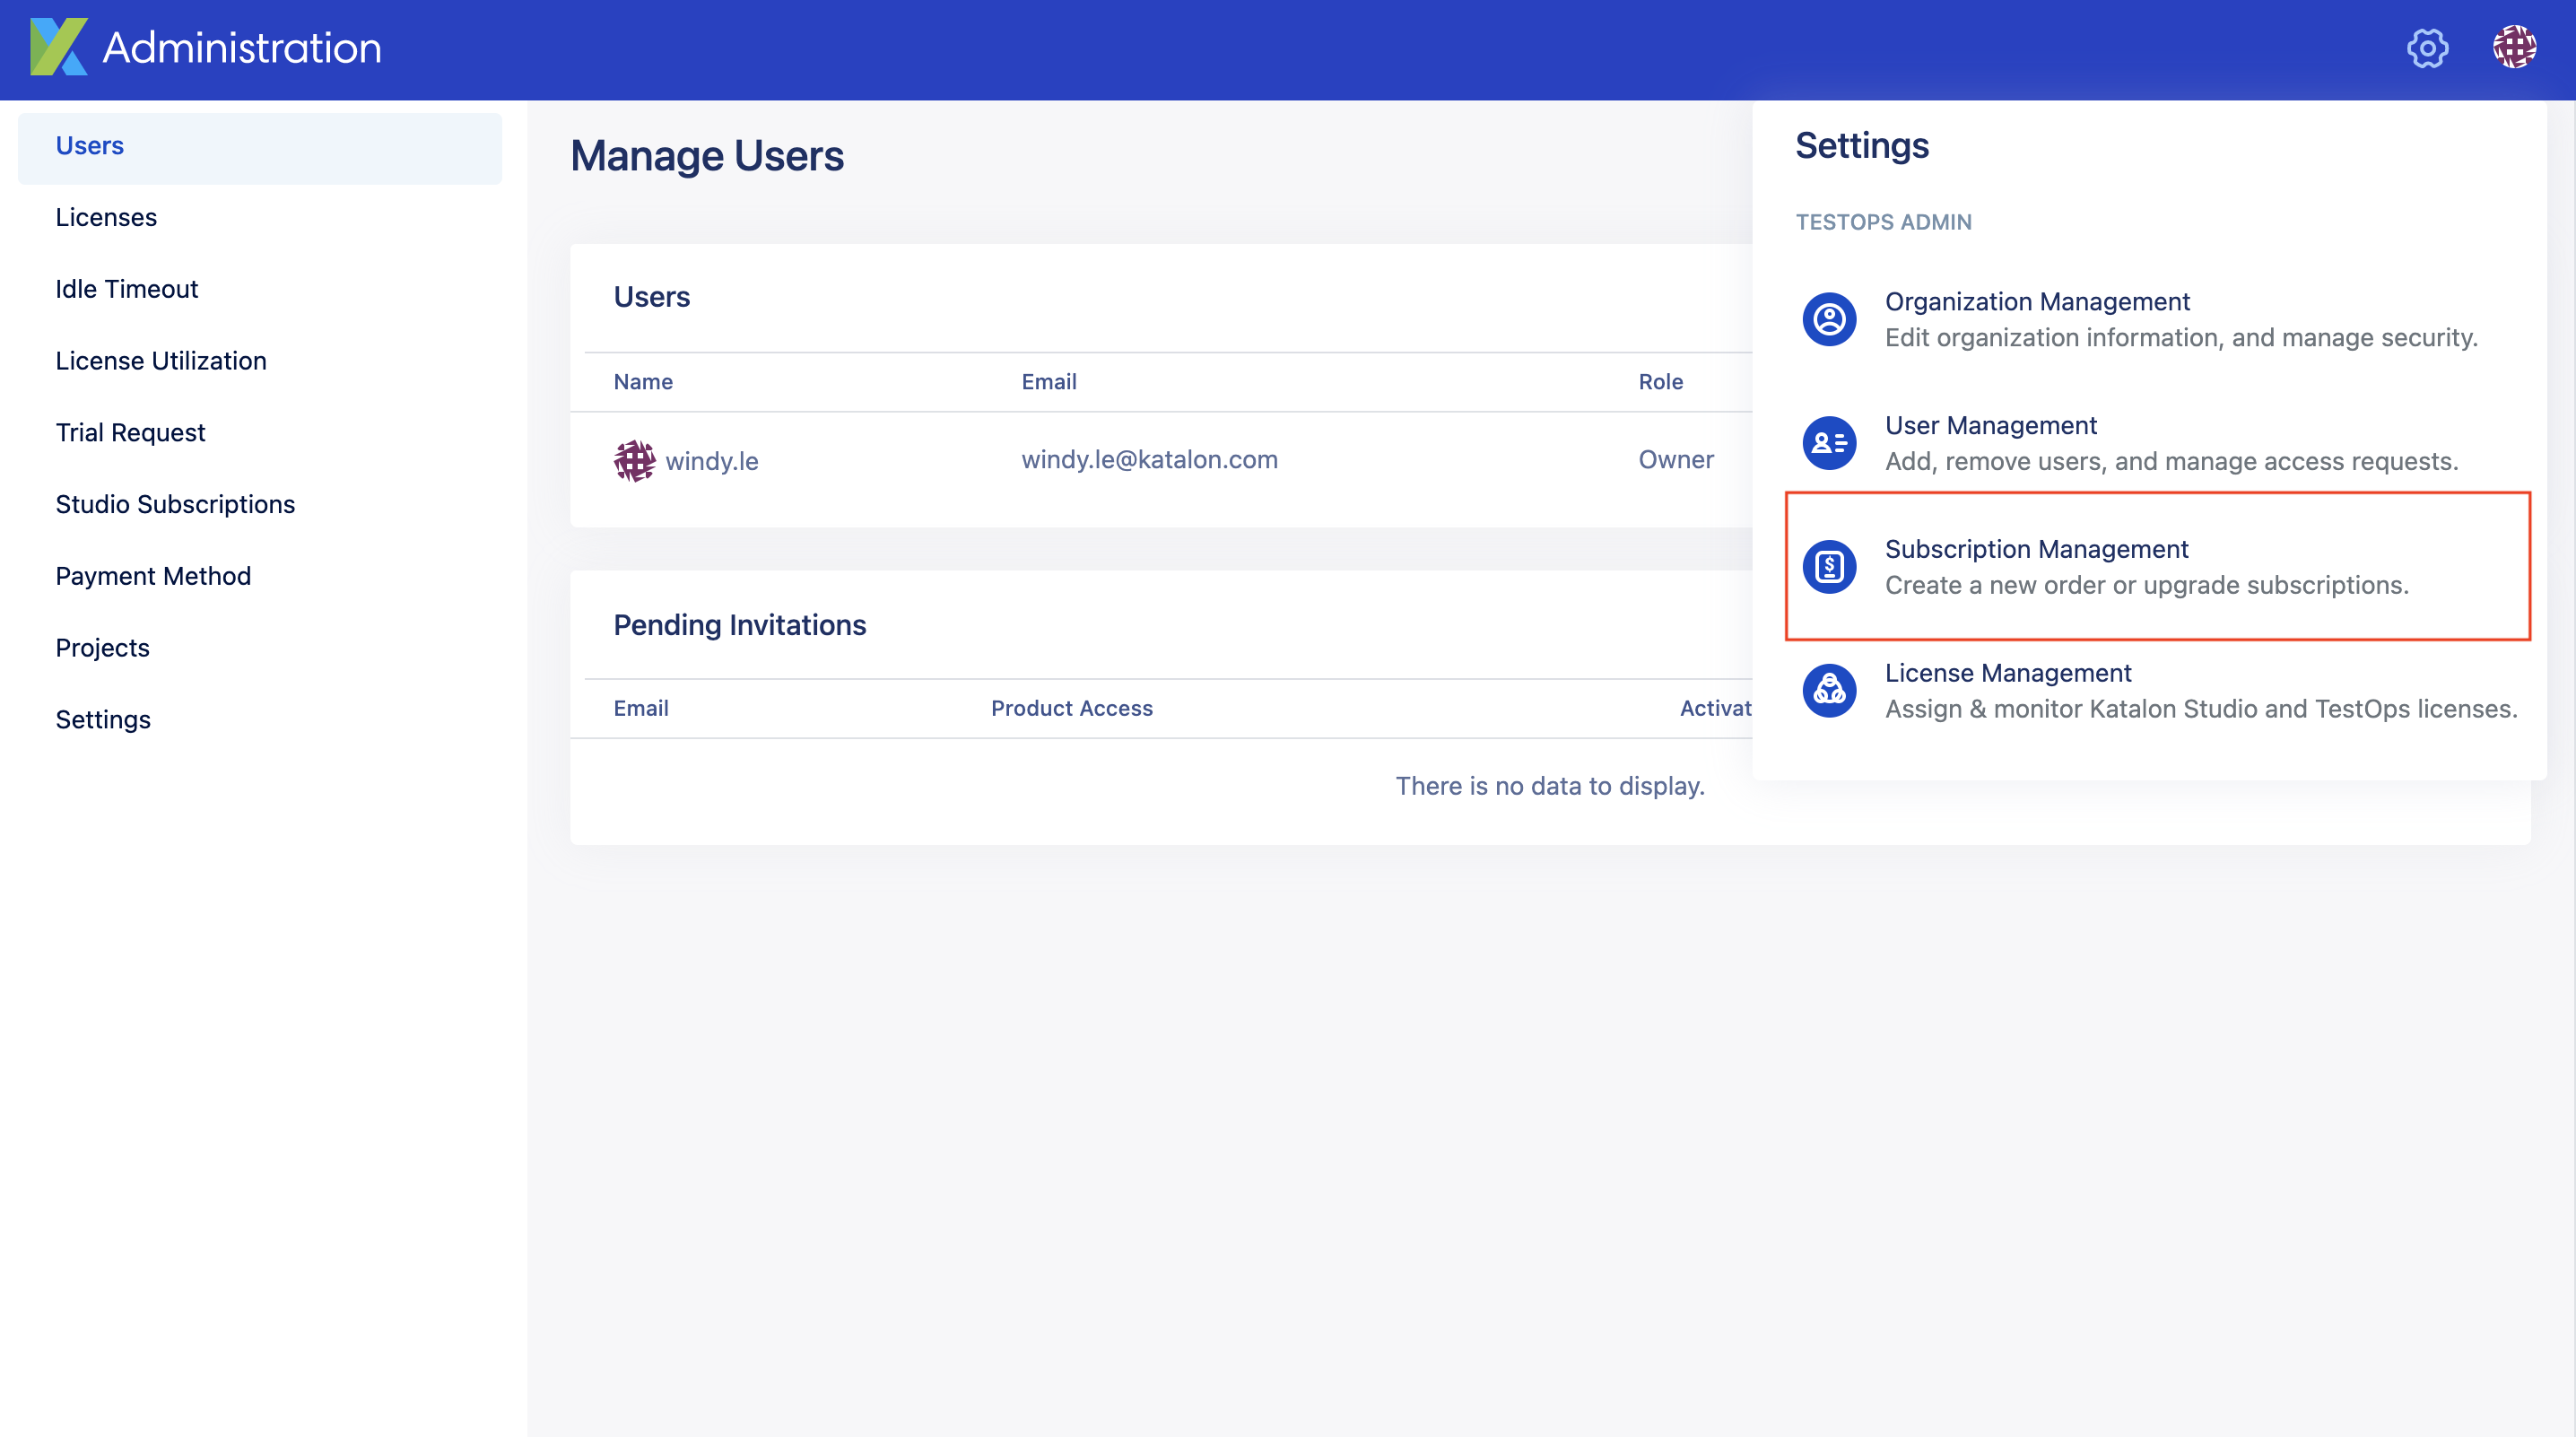 Administration
Users
Licenses
Idle Timeout
License Utilization
Trial Request
Studio Subscriptions
Payment Method
Projects
Settings
Manage Users
Users
Name Email Role
windy.le windy.le@katalon.com Owner
Pending Invitations
Email Product Access Activat
There is no data to display.
Settings
TESTOPS ADMIN
Organization Management
Edit organization information, and manage security.
User Management
Add, remove users, and manage access requests.
$
Subscription Management
Create a new order or upgrade subscriptions.
License Management
Assign & monitor Katalon Studio and TestOps licenses.